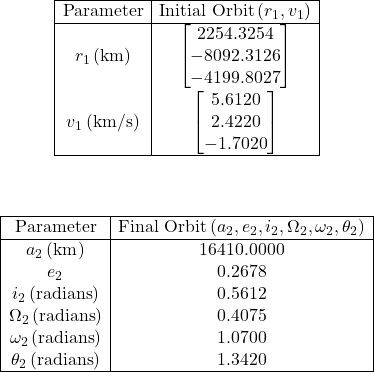 Parameter Initial Orbit (r₁, v₁)
r₁ (km) [2254.3254
−8092.3126
−4199.8027]
v₁ (km/s) [5.6120
2.4220
−1.7020]
Parameter Final Orbit (a₂, e₂, i₂, Ω₂, ω₂, θ₂)
a₂ (km) 16410.0000
e₂ 0.2678
i₂ (radians) 0.5612
Ω₂ (radians) 0.4075
ω₂ (radians) 1.0700
θ₂ (radians) 1.3420